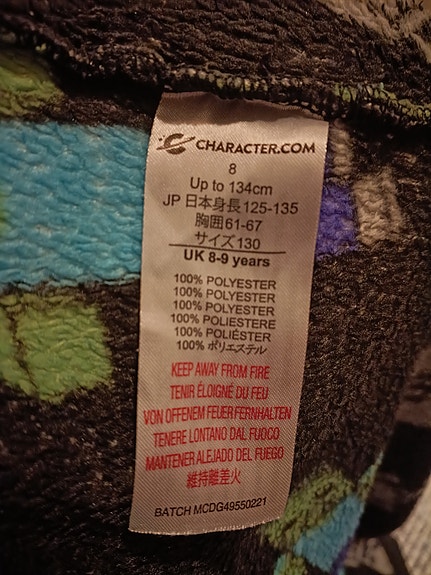 CHARACTER.COM
8
Up to 134cm
JP 日本身長125-135
胸囲61-67
サイズ130
UK 8-9 years
100% POLYESTER
100% POLYESTER
100% POLYESTER
100% POLIESTERE
100% POLIÉSTER
100% ポリエステル
KEEP AWAY FROM FIRE
TENIR ÉLOIGNÉ DU FEU
VON OFFENEM FEUER FERNHALTEN
TENERE LONTANO DAL FUOCO
MANTENER ALEJADO DEL FUEGO
維持離差火
BATCH MCDG49550221